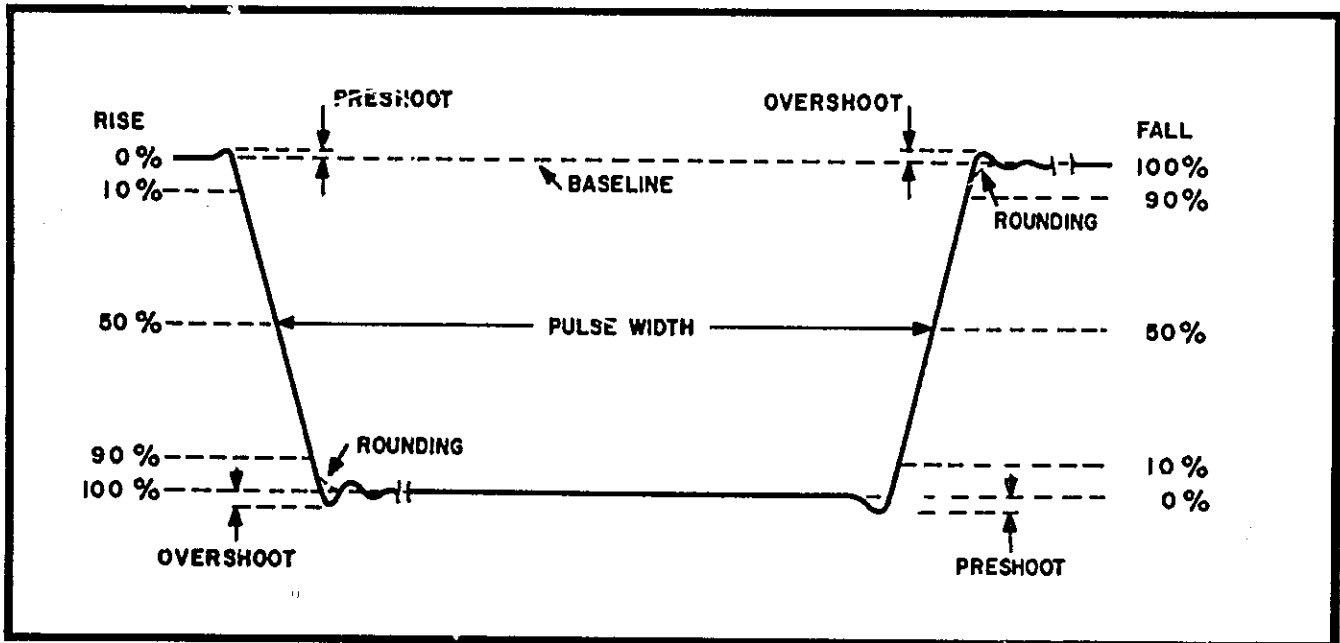 PRESHOOT
OVERSHOOT
RISE
FALL
0%
100%
10%
BASELINE
90%
ROUNDING
50%
PULSE WIDTH
50%
90%
ROUNDING
10%
100%
0%
OVERSHOOT
PRESHOOT